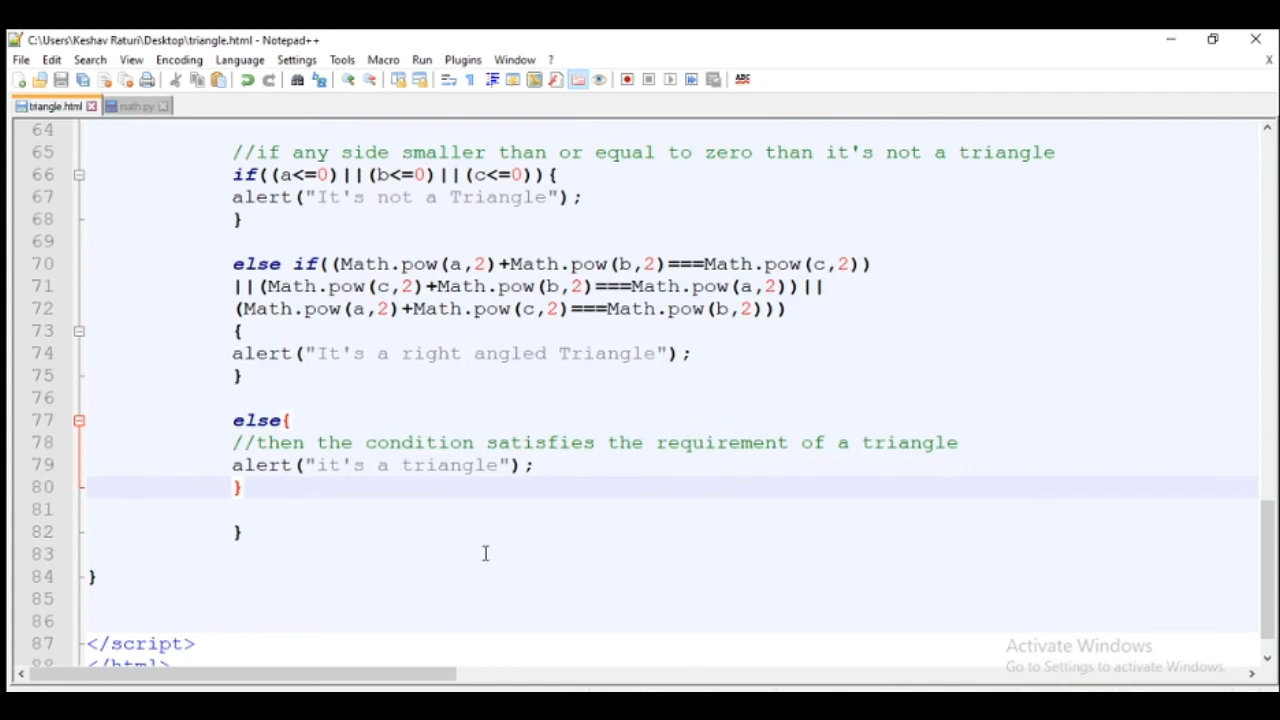 C:\Users\Keshav Raturi\Desktop\triangle.html - Notepad++
File Edit Search View Encoding Language Settings Tools Macro Run Plugins Window ? X
triangle.html math.py
64
65 //if any side smaller than or equal to zero than it's not a triangle
66 if((a<=0)||(b<=0)||(c<=0)){
67 alert("It's not a Triangle");
68 }
69
70 else if((Math.pow(a,2)+Math.pow(b,2)===Math.pow(c,2))
71 ||(Math.pow(c,2)+Math.pow(b,2)===Math.pow(a,2))||
72 (Math.pow(a,2)+Math.pow(c,2)===Math.pow(b,2)))
73 {
74 alert("It's a right angled Triangle");
75 }
76
77 else{
78 //then the condition satisfies the requirement of a triangle
79 alert("it's a triangle");
80 }
81
82 }
83
84 }
85
86
87 </script>
88 </html>
Activate Windows
Go to Settings to activate Windows.